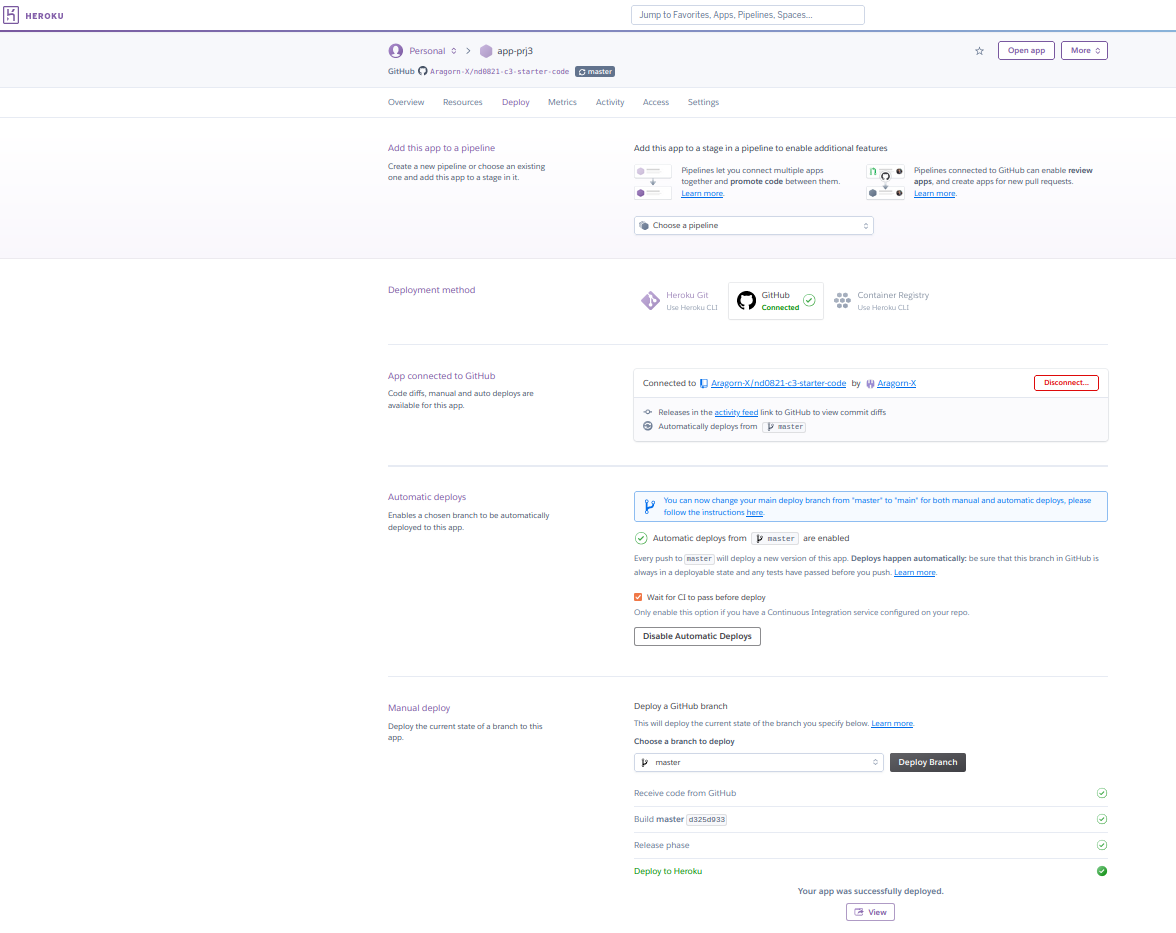 HEROKU
Jump to Favorites, Apps, Pipelines, Spaces...
Personal
app-prj3
Open app
More
GitHub Aragorn-X/nd0821-c3-starter-code master
Overview Resources Deploy Metrics Activity Access Settings
Add this app to a pipeline
Create a new pipeline or choose an existing
one and add this app to a stage in it.
Add this app to a stage in a pipeline to enable additional features
Pipelines let you connect multiple apps
together and promote code between them.
Learn more.
Pipelines connected to GitHub can enable review
apps, and create apps for new pull requests.
Learn more.
Choose a pipeline
Deployment method
Heroku Git
Use Heroku CLI
GitHub
Connected
Container Registry
Use Heroku CLI
App connected to GitHub
Code diffs, manual and auto deploys are
available for this app.
Connected to Aragorn-X/nd0821-c3-starter-code by Aragorn-X
Disconnect...
Releases in the activity feed link to GitHub to view commit diffs
Automatically deploys from master
Automatic deploys
Enables a chosen branch to be automatically
deployed to this app.
You can now change your main deploy branch from "master" to "main" for both manual and automatic deploys, please
follow the instructions here.
Automatic deploys from master are enabled
Every push to master will deploy a new version of this app. Deploys happen automatically: be sure that this branch in GitHub is
always in a deployable state and any tests have passed before you push. Learn more.
Wait for CI to pass before deploy
Only enable this option if you have a Continuous Integration service configured on your repo.
Disable Automatic Deploys
Manual deploy
Deploy the current state of a branch to this
app.
Deploy a GitHub branch
This will deploy the current state of the branch you specify below. Learn more.
Choose a branch to deploy
master
Deploy Branch
Receive code from GitHub
Build master d325d933
Release phase
Deploy to Heroku
Your app was successfully deployed.
View